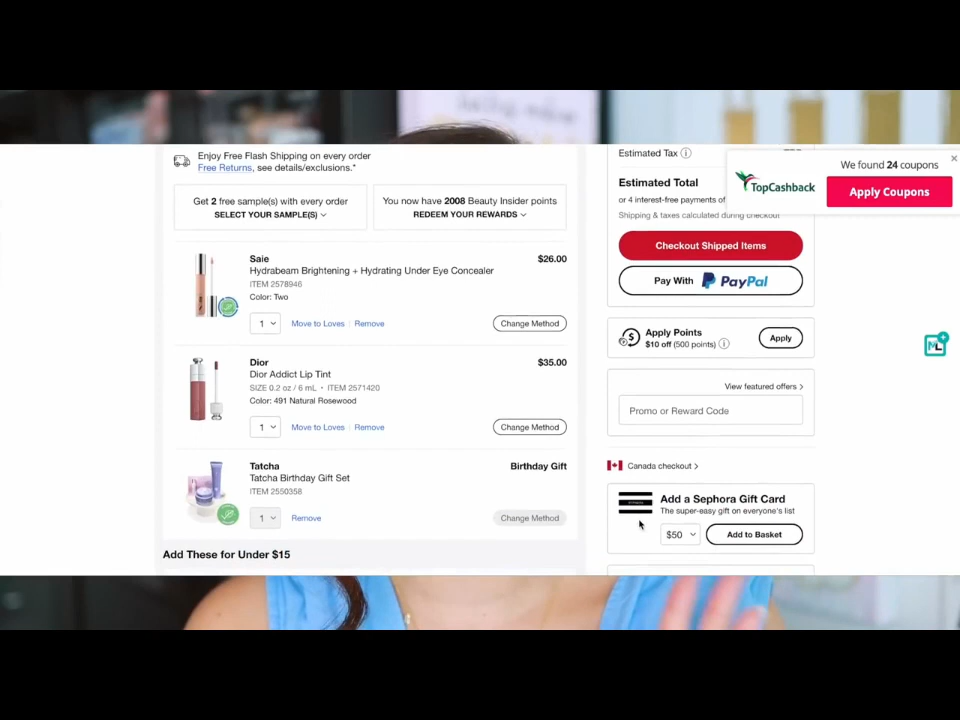 Enjoy Free Flash Shipping on every order
Free Returns, see details/exclusions.*
Get 2 free sample(s) with every order
SELECT YOUR SAMPLE(S)
You now have 2008 Beauty Insider points
REDEEM YOUR REWARDS
Saie
$26.00
Hydrabeam Brightening + Hydrating Under Eye Concealer
ITEM 2578946
Color: Two
1
Move to Loves
Remove
Change Method
Dior
$35.00
Dior Addict Lip Tint
SIZE 0.2 oz / 6 mL • ITEM 2571420
Color: 491 Natural Rosewood
1
Move to Loves
Remove
Change Method
Tatcha
Birthday Gift
Tatcha Birthday Gift Set
ITEM 2550358
1
Remove
Change Method
Add These for Under $15
Estimated Tax
Estimated Total
or 4 interest-free payments of
Shipping & taxes calculated during checkout
Checkout Shipped Items
Pay With PayPal
Apply Points
$10 off (500 points)
Apply
View featured offers >
Promo or Reward Code
Canada checkout >
Add a Sephora Gift Card
The super-easy gift on everyone's list
$50
Add to Basket
TopCashback
We found 24 coupons
Apply Coupons